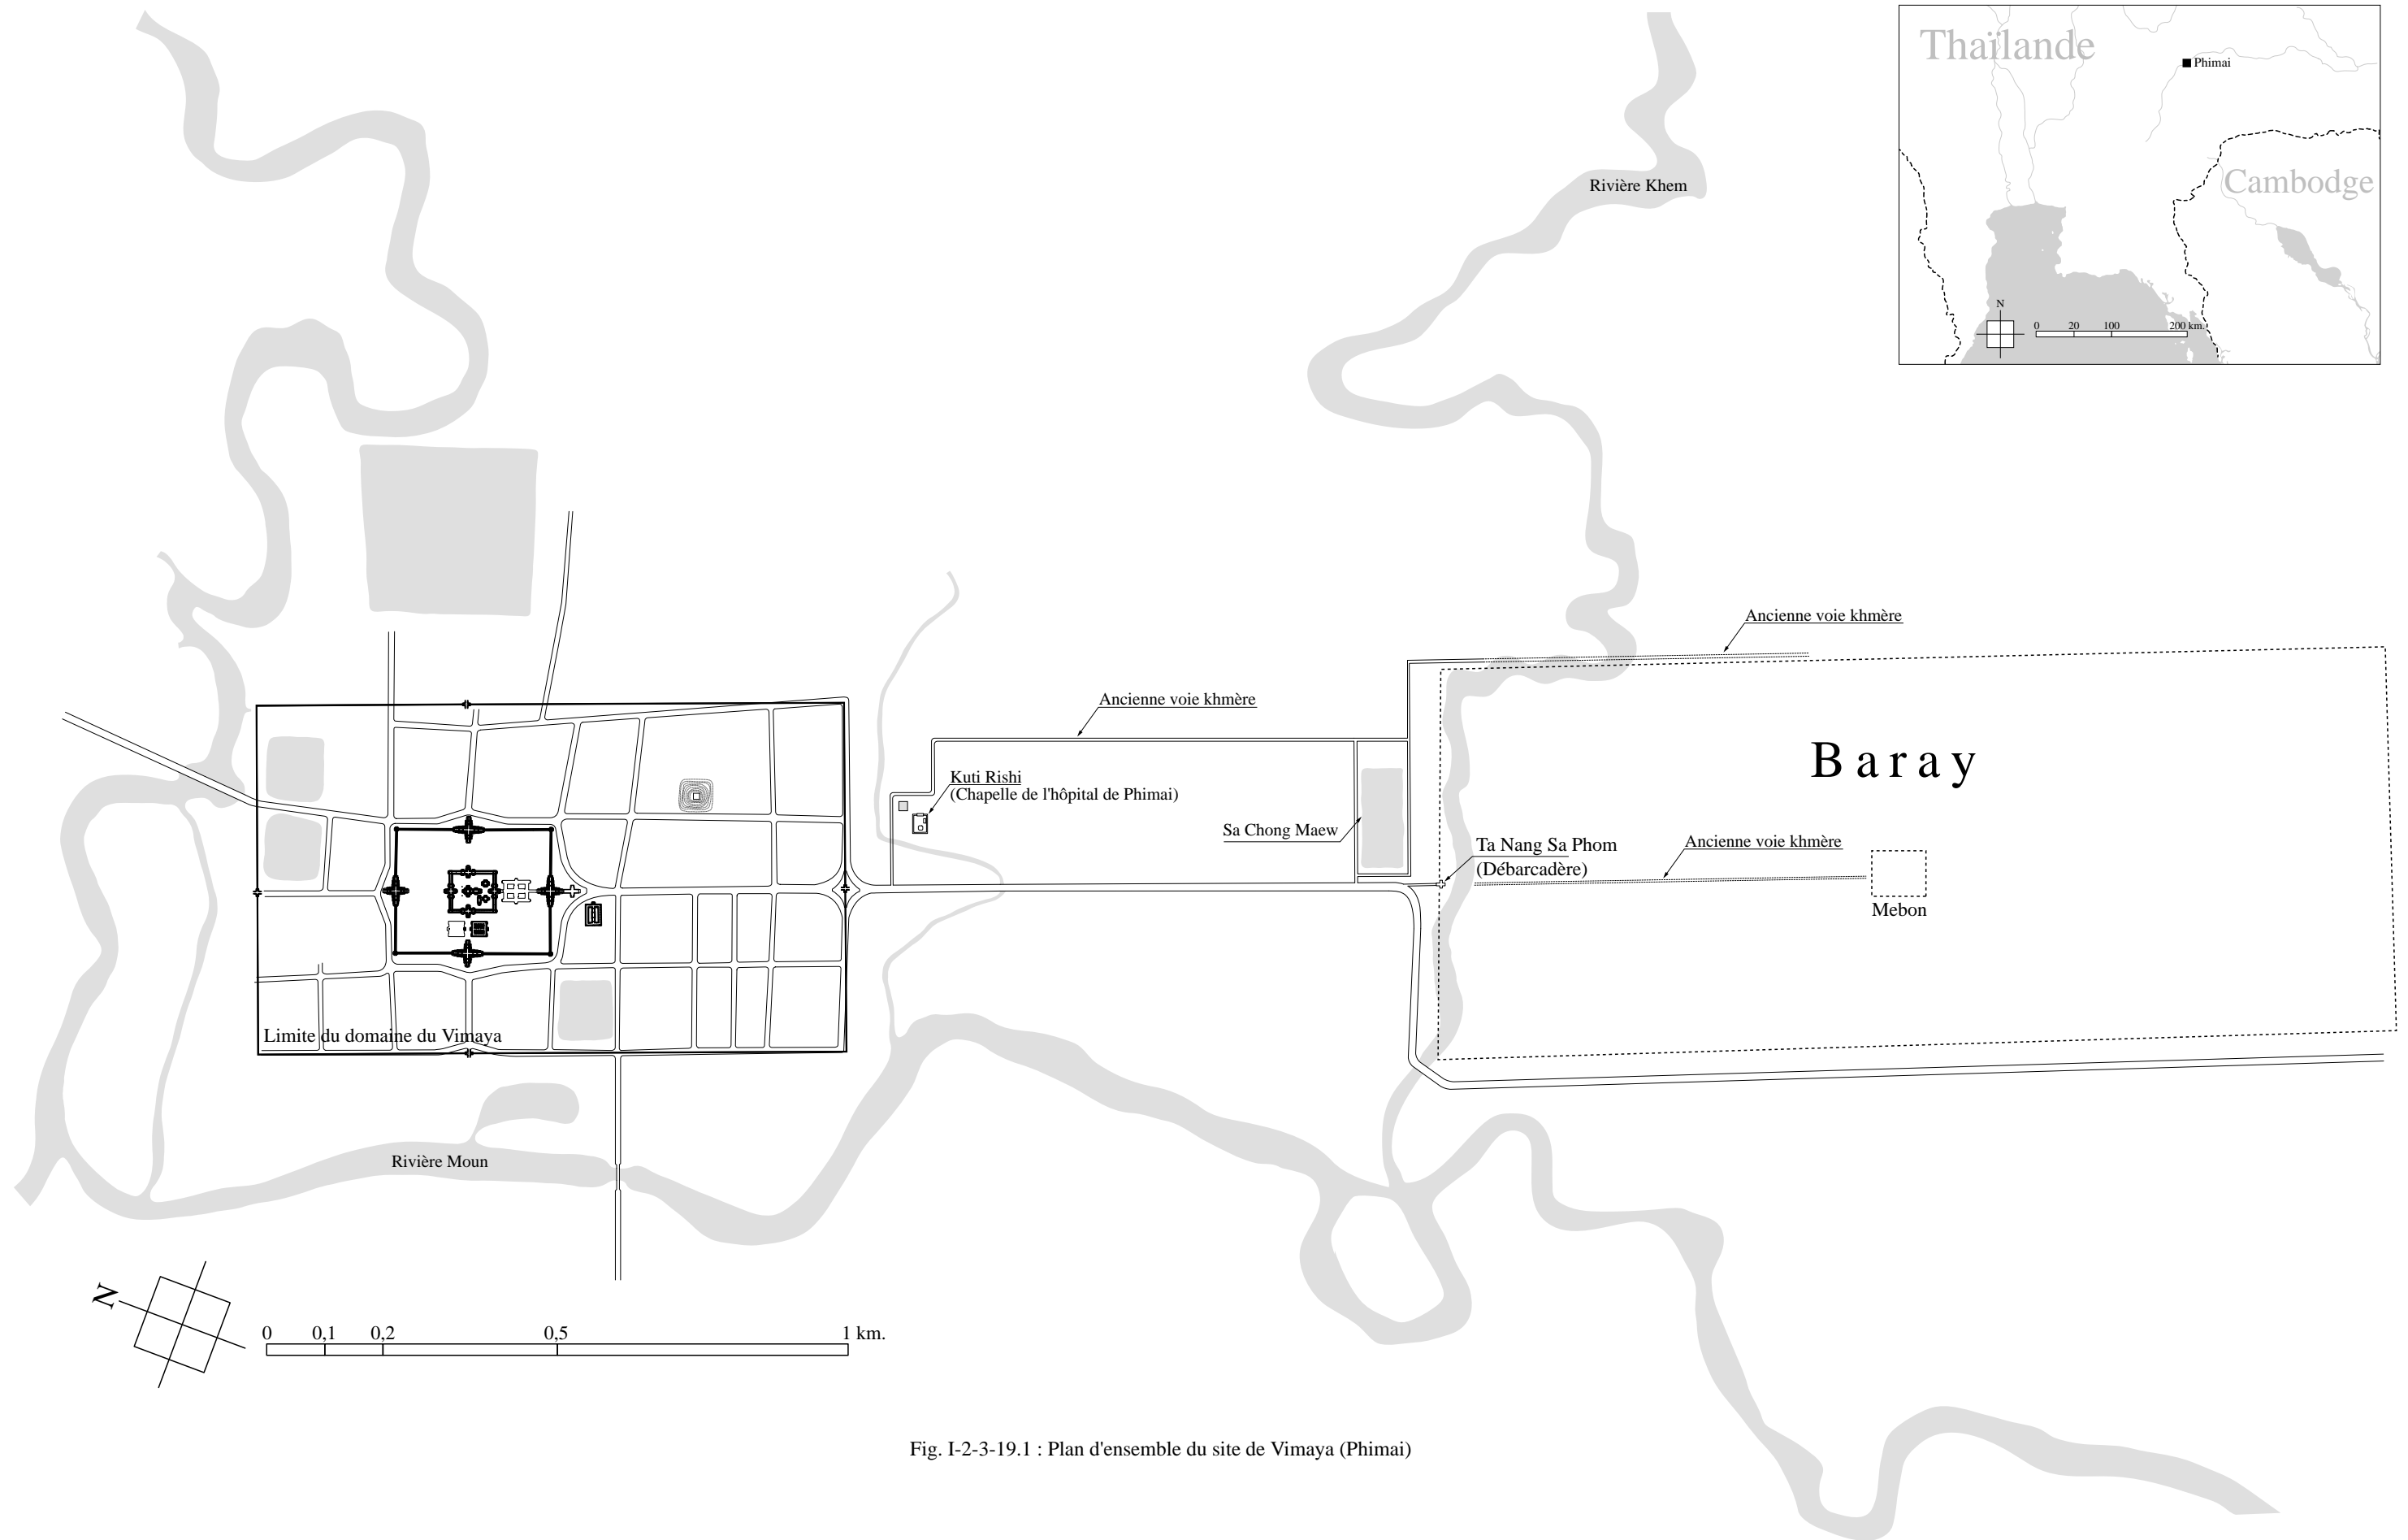 Thaïlande
Phimai
Cambodge
N
0 20 100 200 km.
Rivière Khem
Ancienne voie khmère
Ancienne voie khmère
Baray
Kuti Rishi
(Chapelle de l'hôpital de Phimai)
Sa Chong Maew
Ta Nang Sa Phom
(Débarcadère)
Ancienne voie khmère
Mebon
Limite du domaine du Vimaya
Rivière Moun
N
0 0,1 0,2 0,5 1 km.
Fig. I-2-3-19.1 : Plan d'ensemble du site de Vimaya (Phimai)